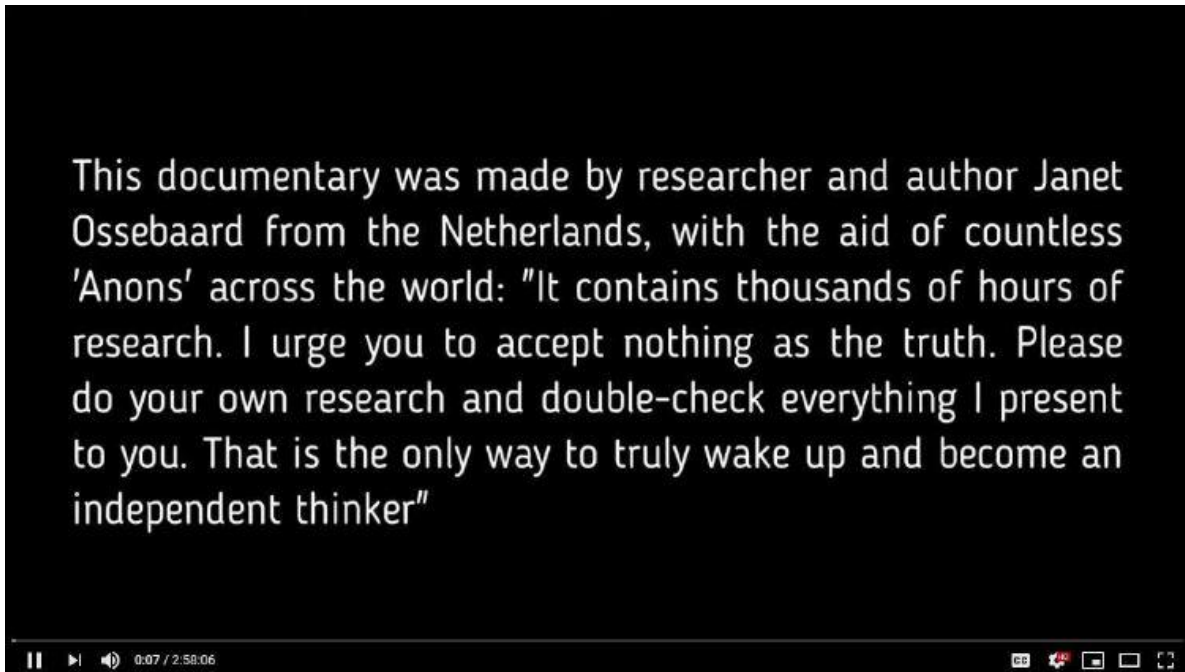 This documentary was made by researcher and author Janet
Ossebaard from the Netherlands, with the aid of countless
'Anons' across the world: "It contains thousands of hours of
research. I urge you to accept nothing as the truth. Please
do your own research and double-check everything I present
to you. That is the only way to truly wake up and become an
independent thinker"
0:07 / 2:58:06
CC
HD